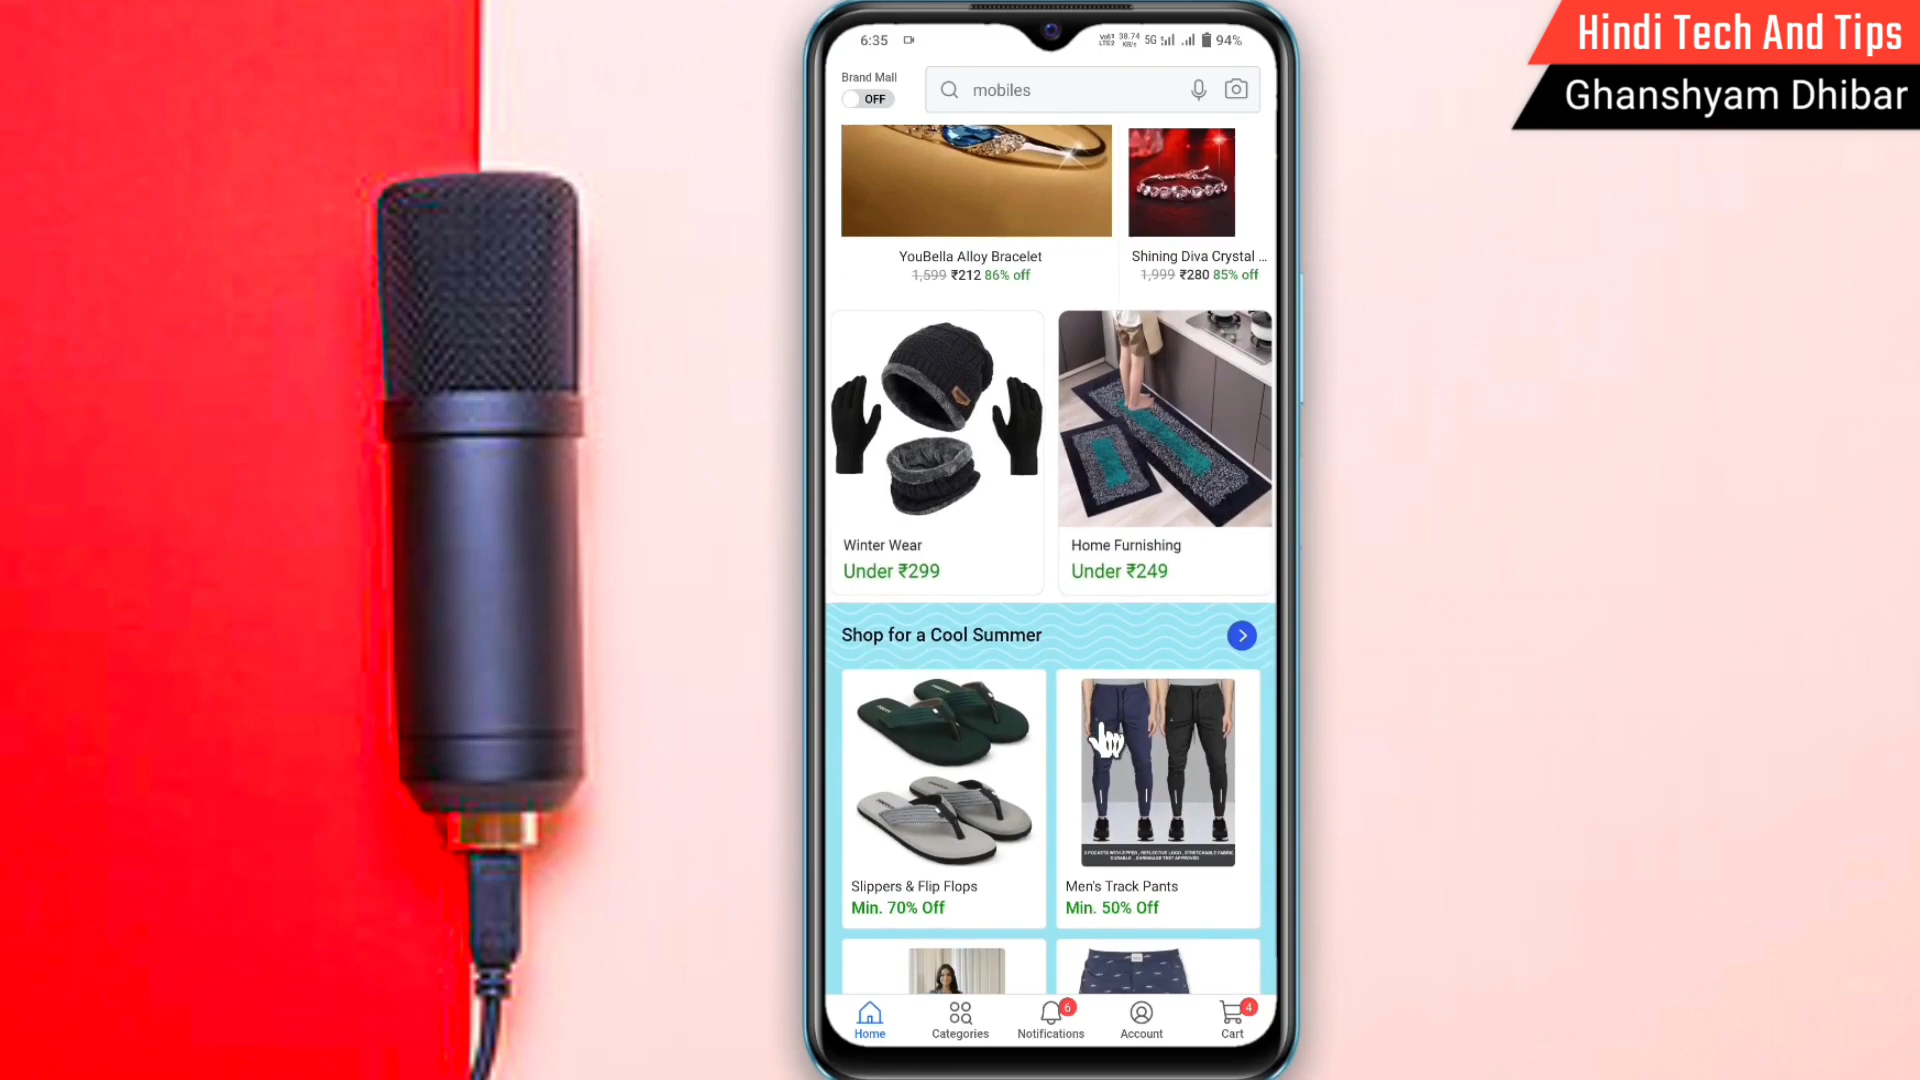 Hindi Tech And Tips
Ghanshyam Dhibar
6:35
38.74
KB/s
5G
94%
Brand Mall
OFF
mobiles
YouBella Alloy Bracelet
1,599 ₹212 86% off
Shining Diva Crystal ...
1,999 ₹280 85% off
Winter Wear
Under ₹299
Home Furnishing
Under ₹249
Shop for a Cool Summer
Slippers & Flip Flops
Min. 70% Off
Men's Track Pants
Min. 50% Off
Home
Categories
6
Notifications
Account
4
Cart